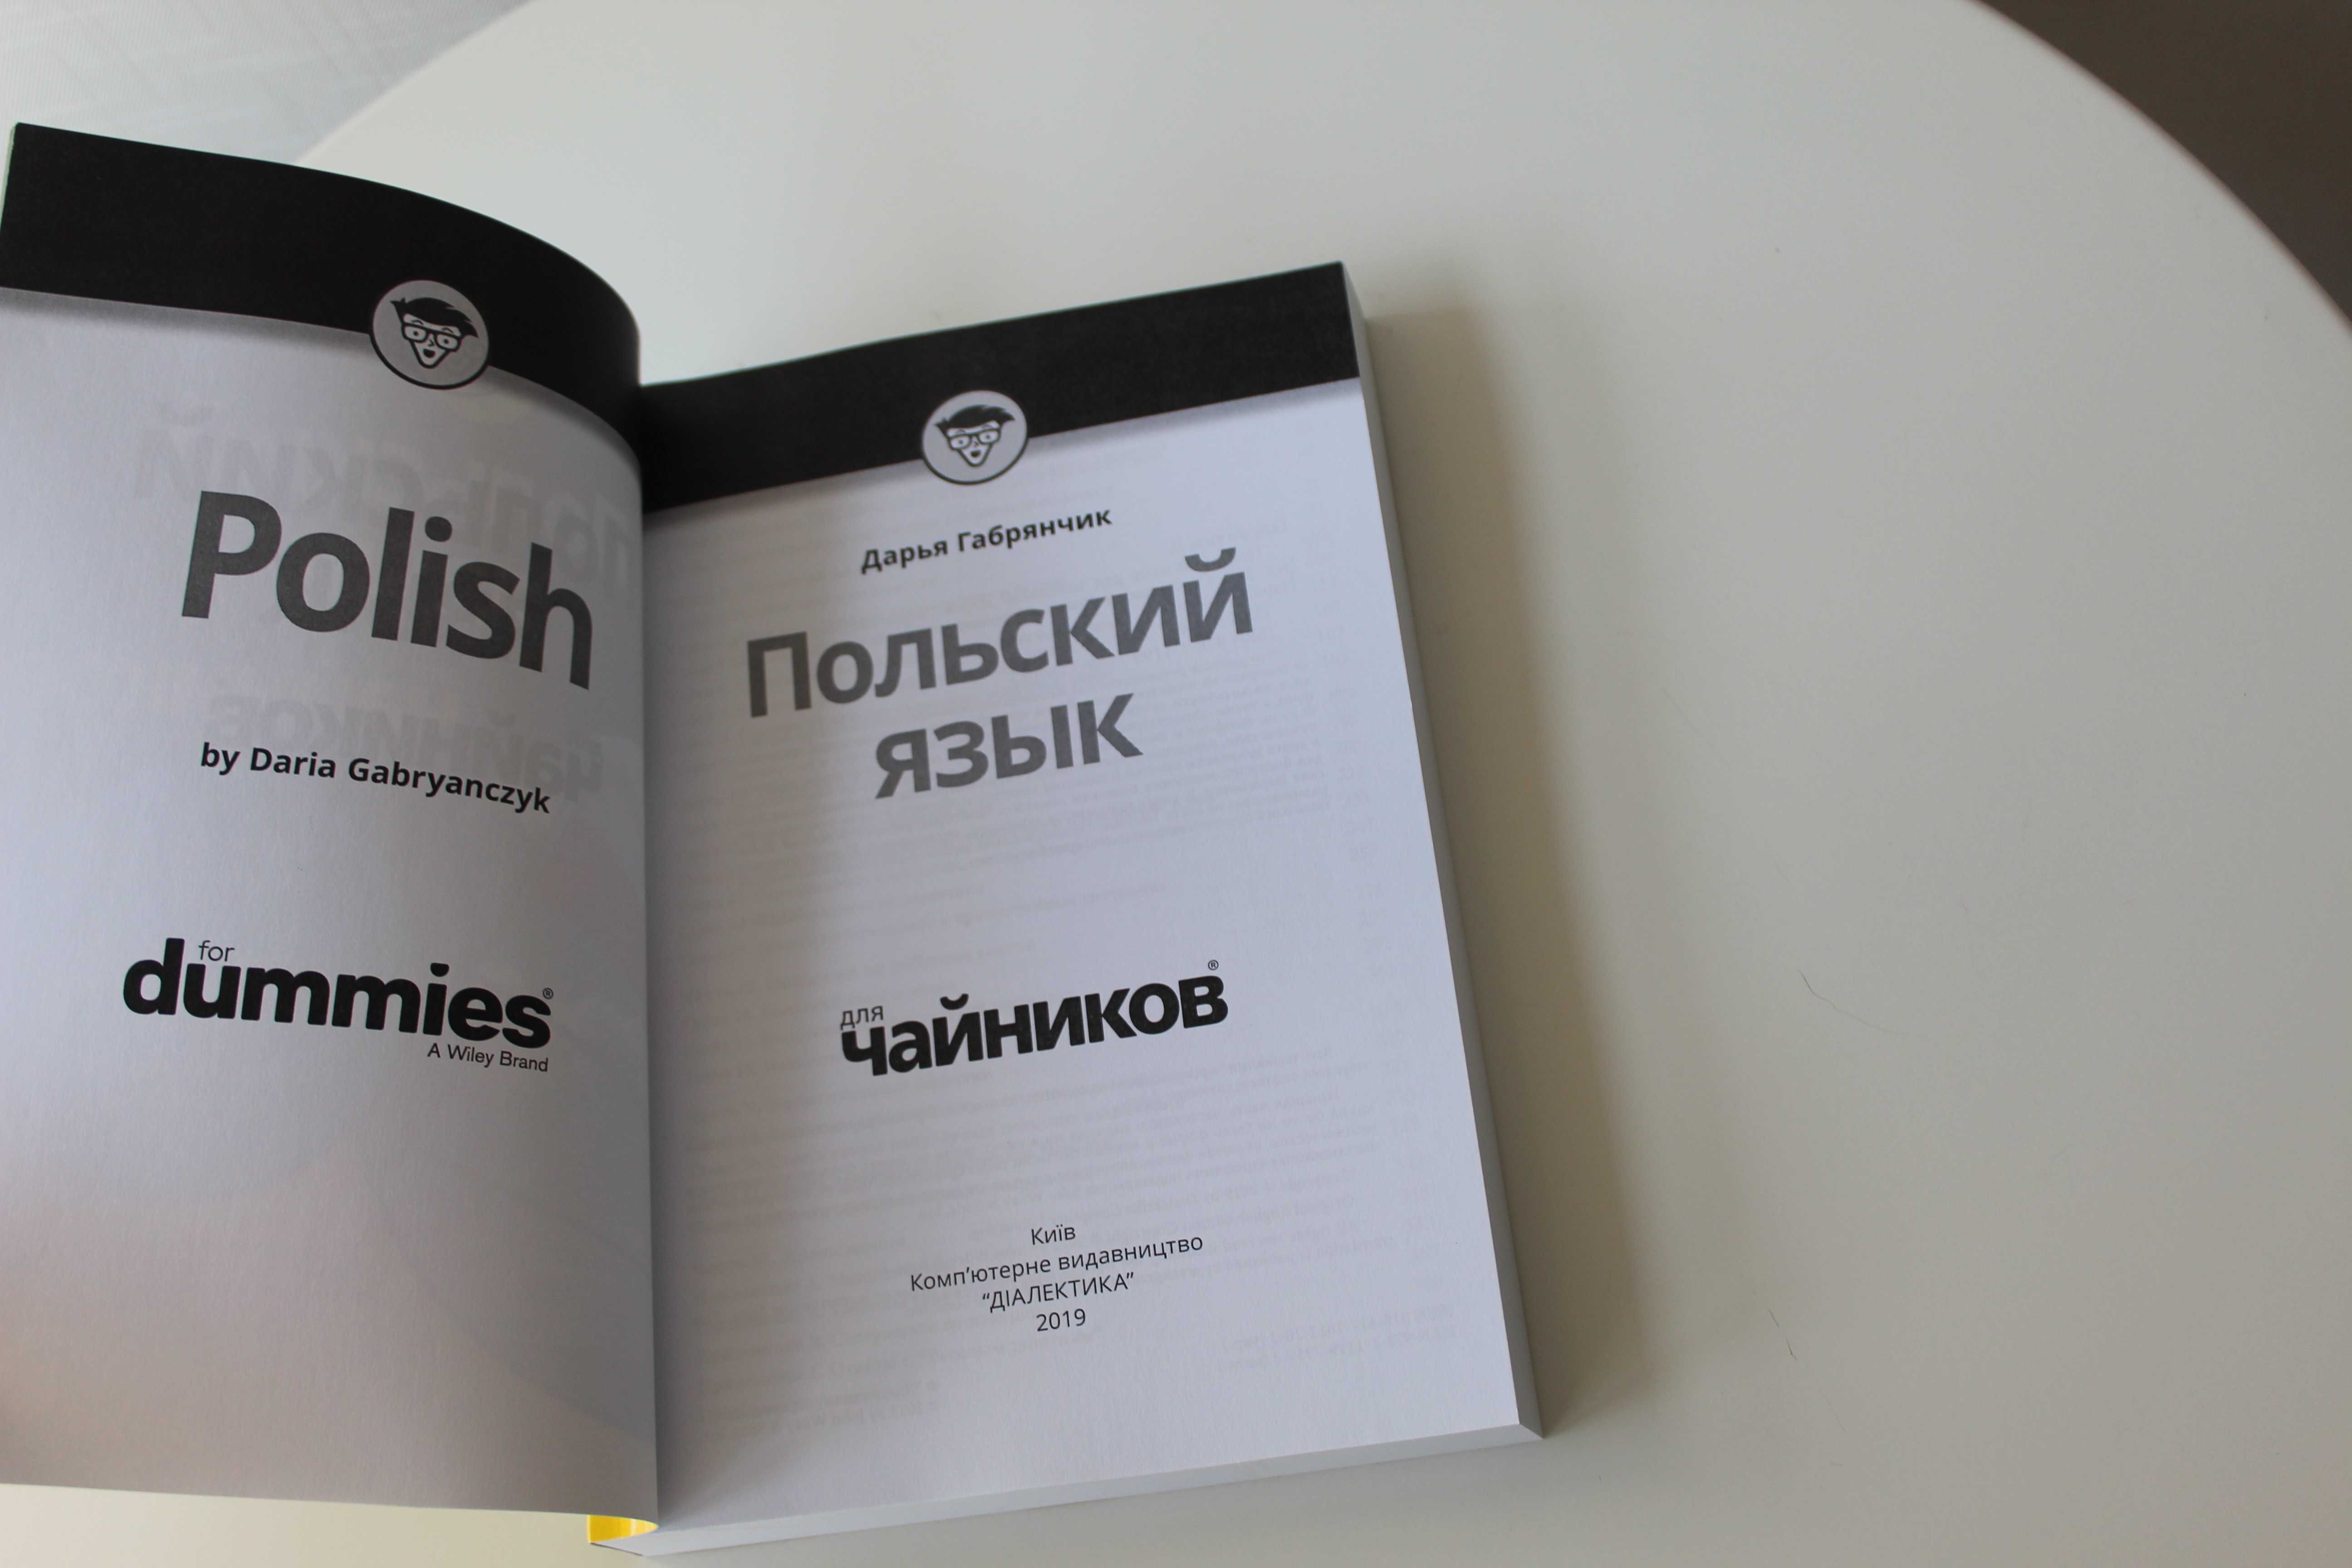 Polish
by Daria Gabryanczyk
for
dummies®
A Wiley Brand
Дарья Габрянчик
Польский
язык
для
чайников®
Київ
Комп’ютерне видавництво
“ДІАЛЕКТИКА”
2019